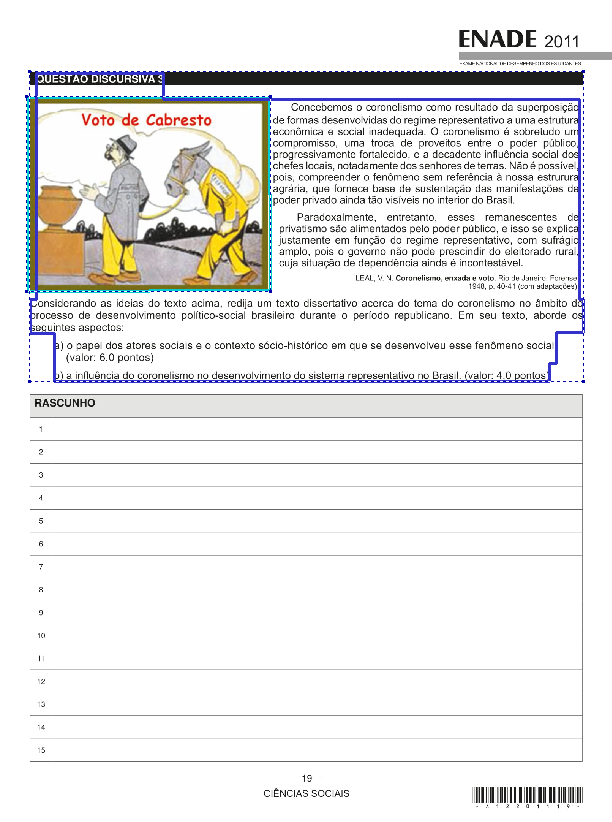 ENADE 2011
EXAME NACIONAL DE DESEMPENHO DOS ESTUDANTES
QUESTÃO DISCURSIVA
Voto de Cabresto
Concebemos o coronelismo como resultado da superposição
de formas desenvolvidas do regime representativo a uma estrutura
econômica e social inadequada. O coronelismo é sobretudo um
compromisso, uma troca de proveitos entre o poder público,
progressivamente fortalecido, e a decadente influência social dos
chefes locais, notadamente dos senhores de terras. Não é possível,
pois, compreender o fenômeno sem referência à nossa estrurura
agrária, que fornece base de sustentação das manifestações de
poder privado ainda tão visíveis no interior do Brasil.
Paradoxalmente, entretanto, esses remanescentes de
privatismo são alimentados pelo poder público, e isso se explica
justamente em função do regime representativo, com sufrágio
amplo, pois o governo não pode prescindir do eleitorado rural,
cuja situação de dependência ainda é incontestável.
LEAL, V. N. Coronelismo, enxada e voto. Rio de Janeiro: Forense,
1948, p. 40-41 (com adaptações).
Considerando as ideias do texto acima, redija um texto dissertativo acerca do tema do coronelismo no âmbito do
processo de desenvolvimento político-social brasileiro durante o período republicano. Em seu texto, aborde os
seguintes aspectos:
a) o papel dos atores sociais e o contexto sócio-histórico em que se desenvolveu esse fenômeno social;
(valor: 6.0 pontos)
b) a influência do coronelismo no desenvolvimento do sistema representativo no Brasil. (valor: 4.0 pontos)
RASCUNHO
1
2
3
4
5
6
7
8
9
10
11
12
13
14
15
19
CIÊNCIAS SOCIAIS